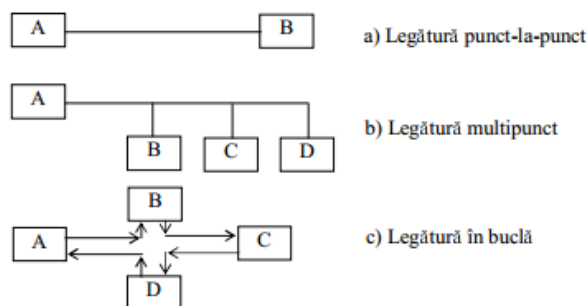 A
B
a) Legătură punct-la-punct
A
B
C
D
b) Legătură multipunct
B
A
C
c) Legătură în buclă
D